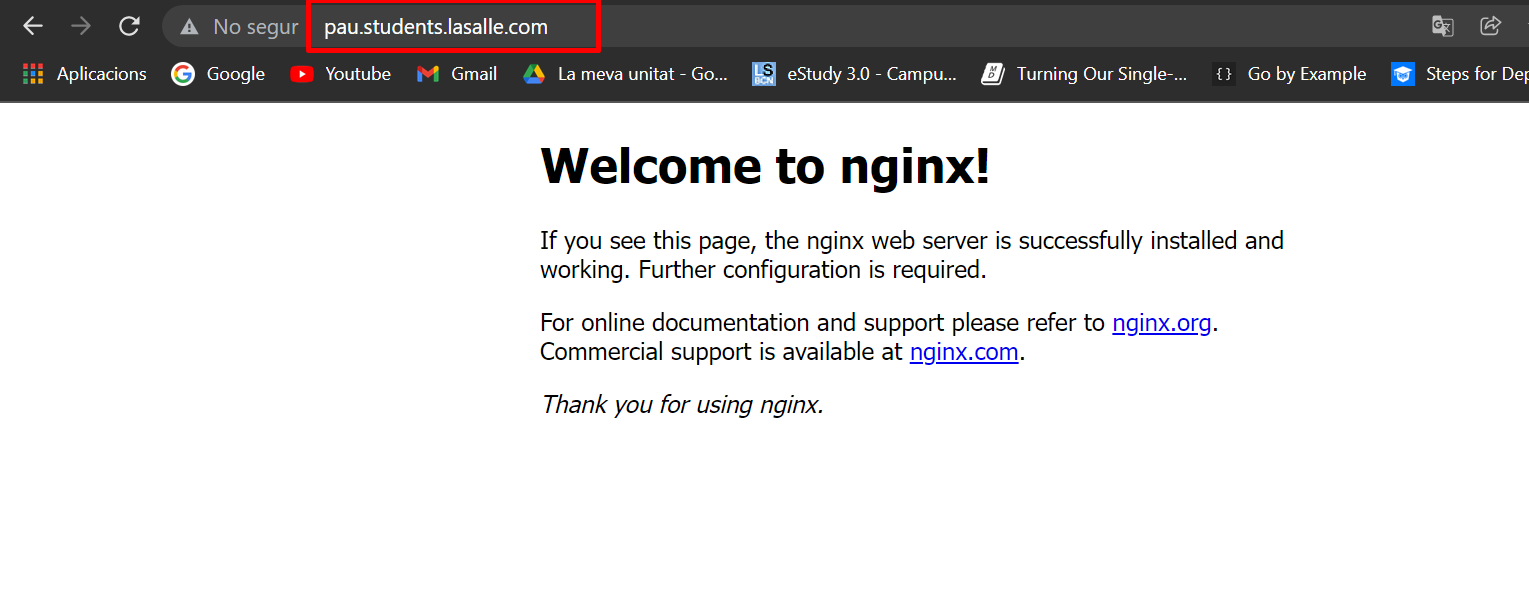 No segur pau.students.lasalle.com
Aplicacions Google Youtube Gmail La meva unitat - Go... LS BCN eStudy 3.0 - Campu... M D Turning Our Single-... {} Go by Example Steps for Dep
Welcome to nginx!
If you see this page, the nginx web server is successfully installed and
working. Further configuration is required.
For online documentation and support please refer to nginx.org.
Commercial support is available at nginx.com.
Thank you for using nginx.